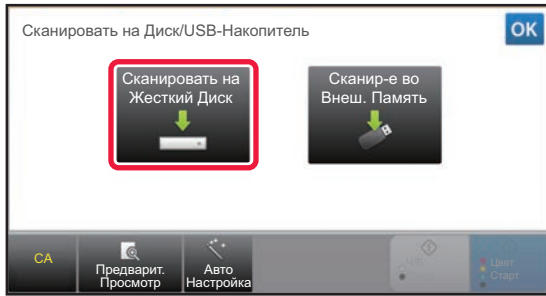 Сканировать на Диск/USB-Накопитель
OK
Сканировать на
Жесткий Диск
Сканир-е во
Внеш. Память
CA
Предварит.
Просмотр
Авто
Настройка
Ч/Б
Цвет
Старт